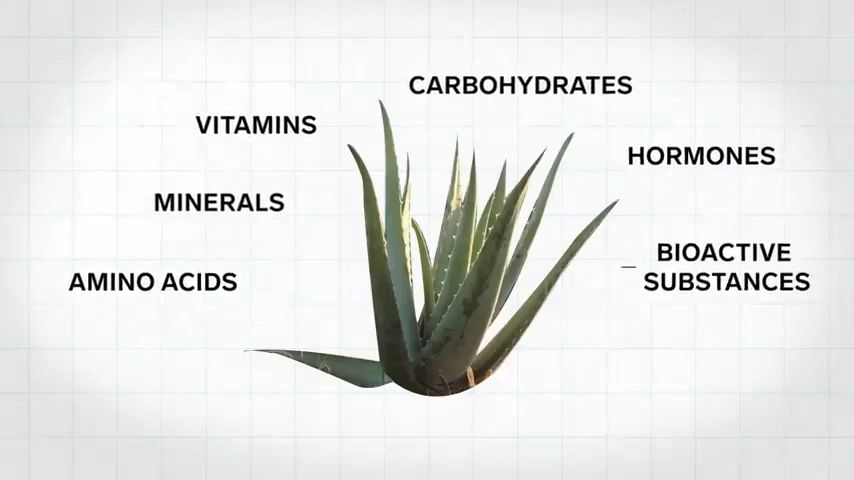 CARBOHYDRATES
VITAMINS
HORMONES
MINERALS
BIOACTIVE
SUBSTANCES
AMINO ACIDS